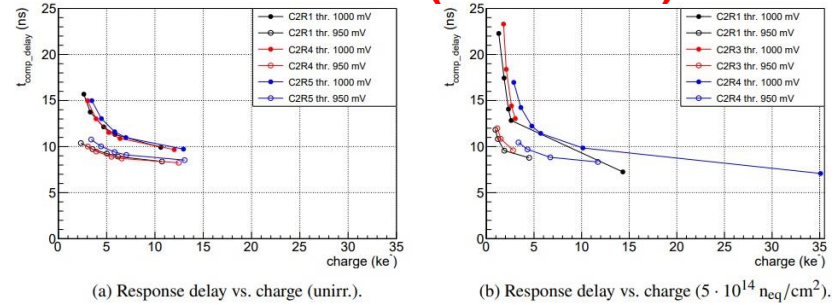 t_comp_delay (ns)
25
20
15
10
5
0
0 5 10 15 20 25 30 35
charge (ke⁻)
C2R1 thr. 1000 mV
C2R1 thr. 950 mV
C2R4 thr. 1000 mV
C2R4 thr. 950 mV
C2R5 thr. 1000 mV
C2R5 thr. 950 mV
(a) Response delay vs. charge (unirr.).
t_comp_delay (ns)
25
20
15
10
5
0
0 5 10 15 20 25 30 35
charge (ke⁻)
C2R1 thr. 1000 mV
C2R1 thr. 950 mV
C2R3 thr. 1000 mV
C2R3 thr. 950 mV
C2R4 thr. 1000 mV
C2R4 thr. 950 mV
(b) Response delay vs. charge (5 · 10¹⁴ n_eq/cm²).